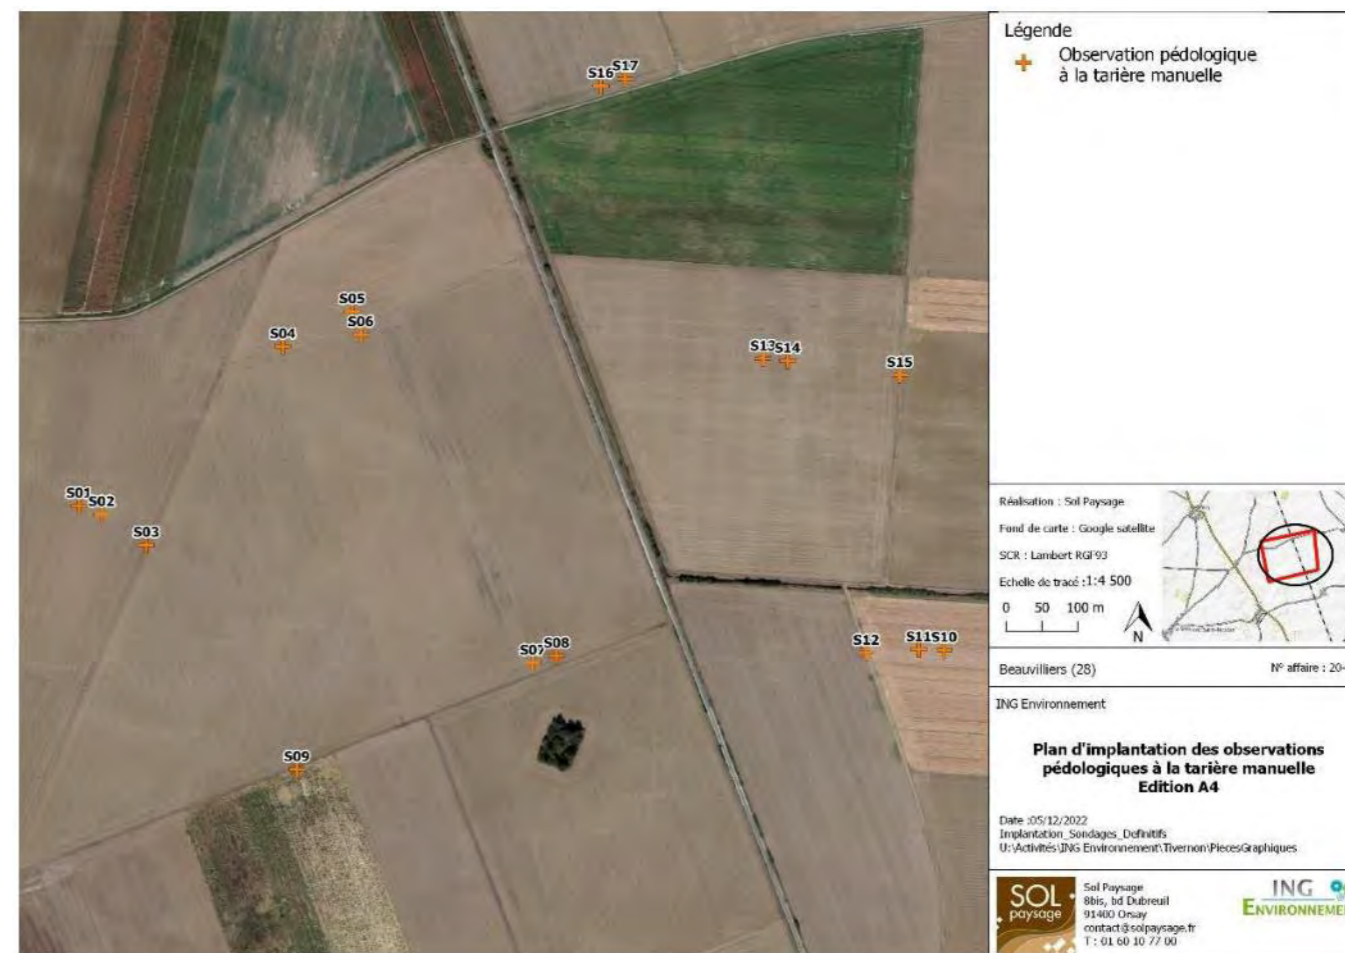 S16 S17
S05
S04 S06
S13 S14
S15
S01 S02
S03
S12 S11 S10
S07 S08
S09
Légende
Observation pédologique
à la tarière manuelle
Réalisation : Sol Paysage
Fond de carte : Google satellite
SCR : Lambert RGF93
Echelle de tracé :1:4 500
0 50 100 m
N
Beauvilliers (28)
N° affaire : 20-
ING Environnement
Plan d'implantation des observations
pédologiques à la tarière manuelle
Edition A4
Date :05/12/2022
Implantation_Sondages_Definitifs
U:\Activités\ING Environnement\Tivernon\PiecesGraphiques
SOL
paysage
Sol Paysage
8bis, bd Dubreuil
91400 Orsay
contact@solpaysage.fr
T : 01 60 10 77 00
ING
ENVIRONNEME